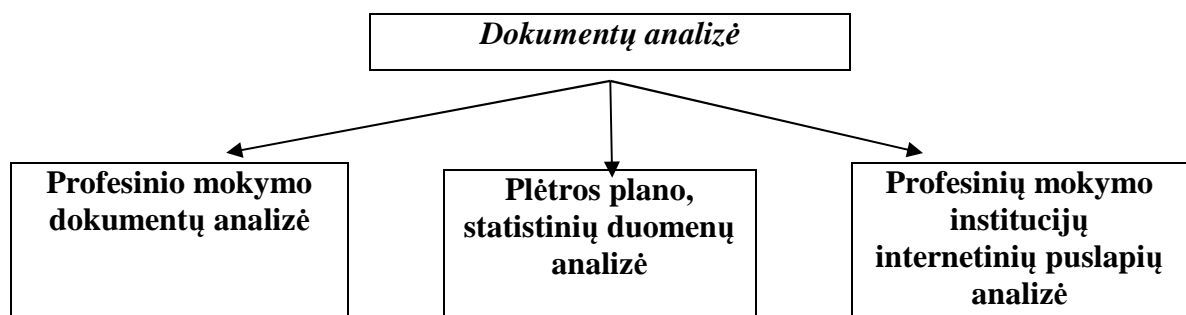 Dokumentų analizė
Profesinio mokymo
dokumentų analizė
Plėtros plano,
statistinių duomenų
analizė
Profesinių mokymo
institucijų
internetinių puslapių
analizė